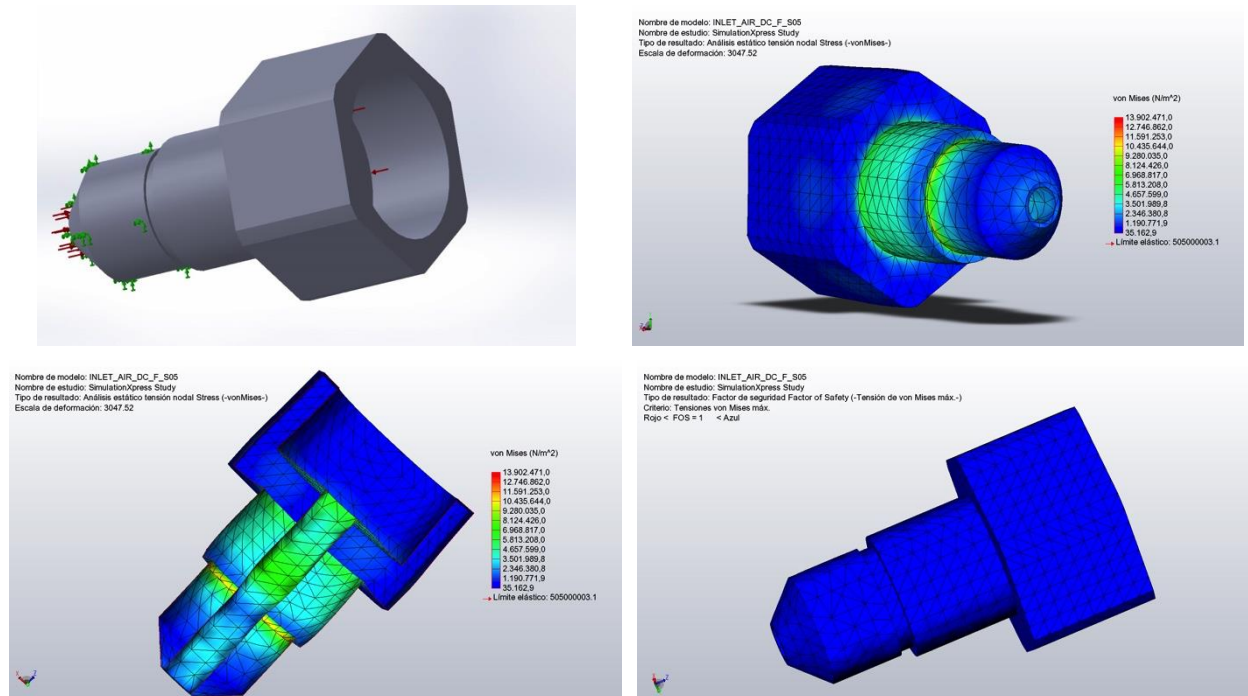 Nombre de modelo: INLET_AIR_DC_F_S05
Nombre de estudio: SimulationXpress Study
Tipo de resultado: Análisis estático tensión nodal Stress (-vonMises-)
Escala de deformación: 3047.52
von Mises (N/m^2)
13.902.471,0
12.746.862,0
11.591.253,0
10.435.644,0
9.280.035,0
8.124.426,0
6.968.817,0
5.813.208,0
4.657.599,0
3.501.989,8
2.346.380,8
1.190.771,9
35.162,9
Límite elástico: 505000003.1
Nombre de modelo: INLET_AIR_DC_F_S05
Nombre de estudio: SimulationXpress Study
Tipo de resultado: Análisis estático tensión nodal Stress (-vonMises-)
Escala de deformación: 3047.52
von Mises (N/m^2)
13.902.471,0
12.746.862,0
11.591.253,0
10.435.644,0
9.280.035,0
8.124.426,0
6.968.817,0
5.813.208,0
4.657.599,0
3.501.989,8
2.346.380,8
1.190.771,9
35.162,9
Límite elástico: 505000003.1
Nombre de modelo: INLET_AIR_DC_F_S05
Nombre de estudio: SimulationXpress Study
Tipo de resultado: Factor de seguridad Factor of Safety (-Tensión de von Mises máx.-)
Criterio: Tensiones von Mises máx.
Rojo < FOS = 1 < Azul